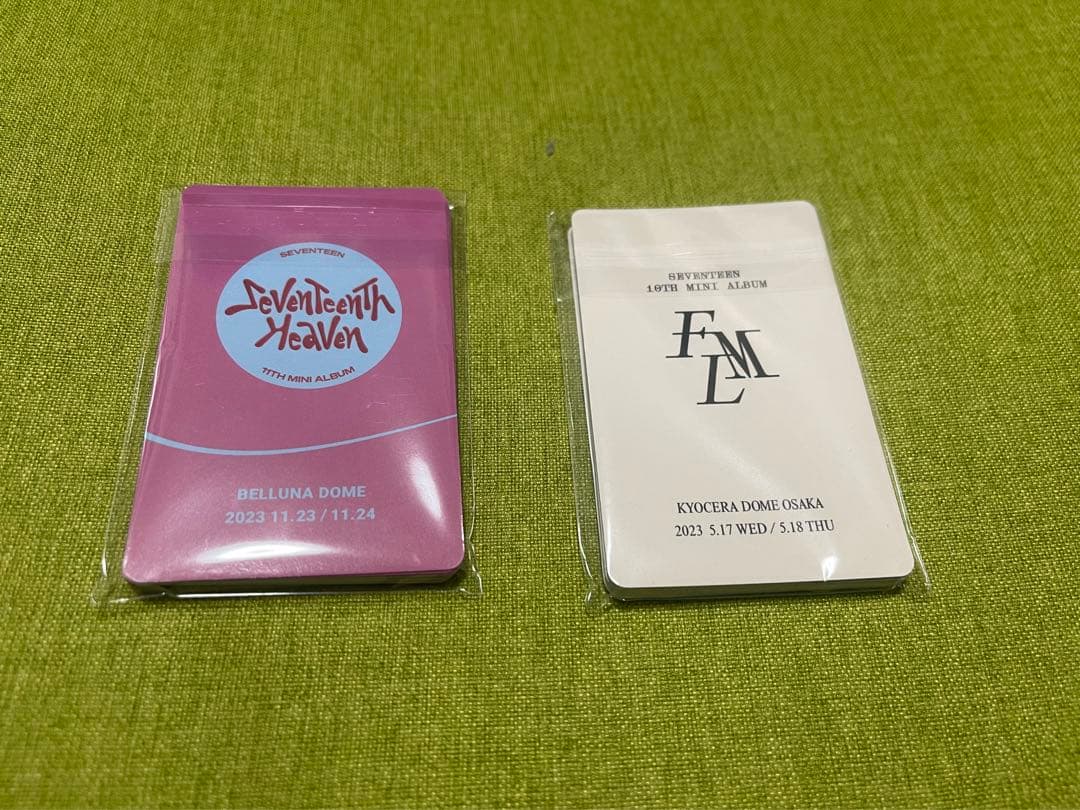 SEVENTEEN
SevenTeenTh
Heaven
11TH MINI ALBUM
BELLUNA DOME
2023 11.23 / 11.24
SEVENTEEN
10TH MINI ALBUM
FML
KYOCERA DOME OSAKA
2023 5.17 WED / 5.18 THU